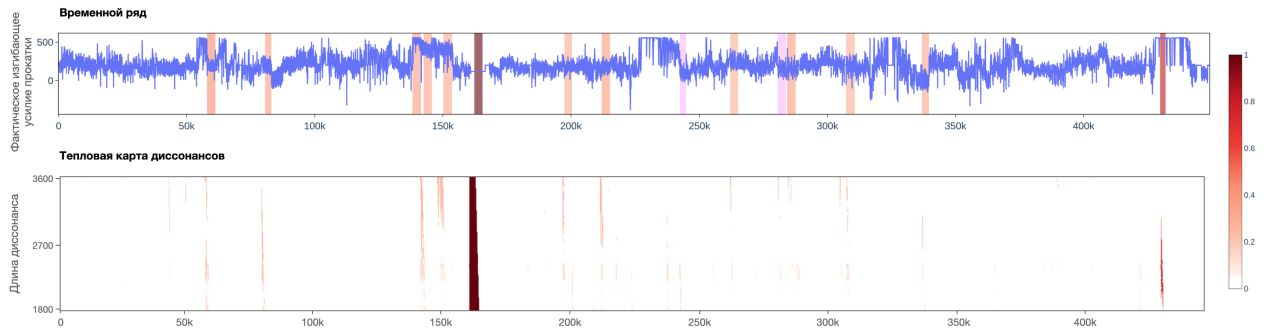 Временной ряд
Фактическое изгибающее
усилие прокатки
500
0
0
50k
100k
150k
200k
250k
300k
350k
400k
Тепловая карта диссонансов
Длина диссонанса
3600
2700
1800
0
50k
100k
150k
200k
250k
300k
350k
400k
1
0.8
0.6
0.4
0.2
0